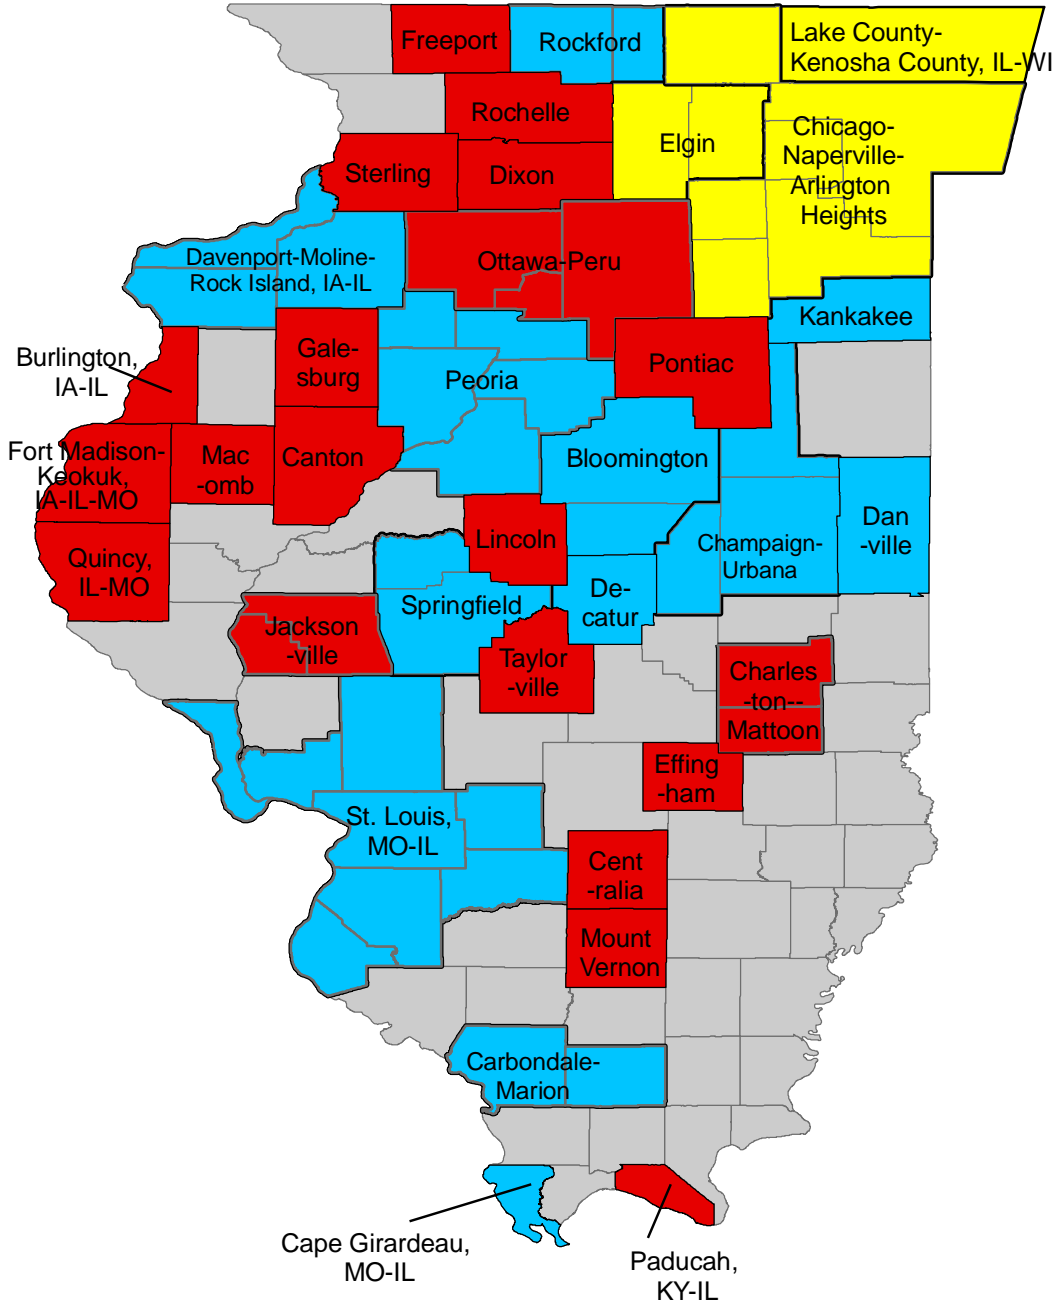 Freeport
Rockford
Lake County-
Kenosha County, IL-WI
Rochelle
Elgin
Chicago-
Naperville-
Arlington
Heights
Sterling
Dixon
Davenport-Moline-
Rock Island, IA-IL
Ottawa-Peru
Kankakee
Burlington,
IA-IL
Gale-
sburg
Peoria
Pontiac
Fort Madison-
Keokuk,
IA-IL-MO
Mac
-omb
Canton
Bloomington
Lincoln
Champaign-
Urbana
Dan
-ville
Quincy,
IL-MO
Springfield
De-
catur
Jackson
-ville
Taylor
-ville
Charles
-ton--
Mattoon
Effing
-ham
St. Louis,
MO-IL
Cent
-ralia
Mount
Vernon
Carbondale-
Marion
Cape Girardeau,
MO-IL
Paducah,
KY-IL